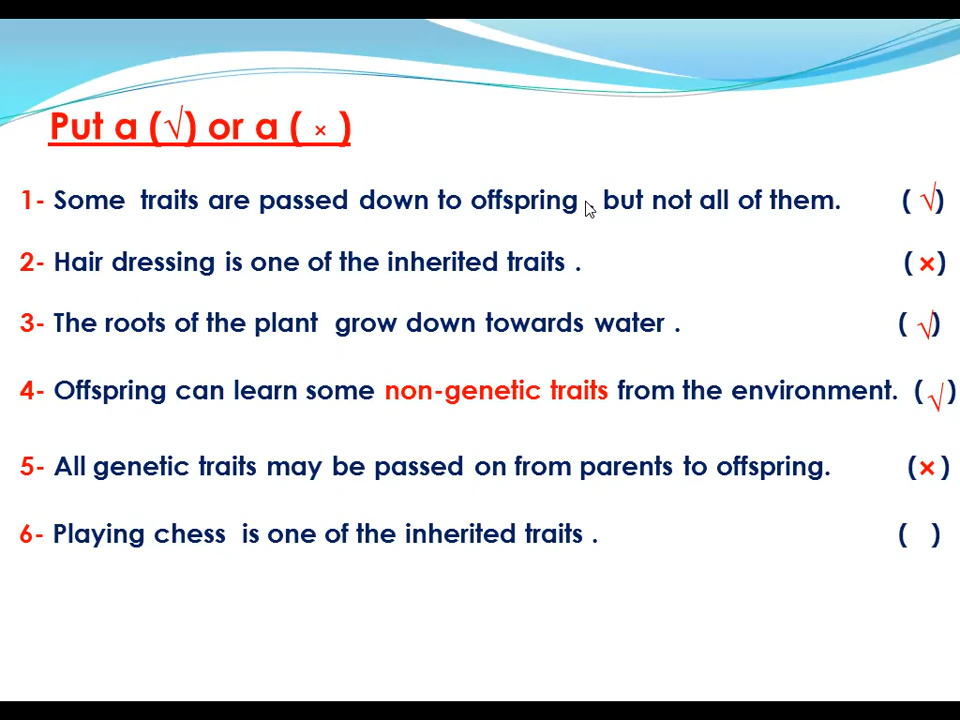 Put a (√) or a ( × )
1- Some traits are passed down to offspring , but not all of them. ( √ )
2- Hair dressing is one of the inherited traits . ( × )
3- The roots of the plant grow down towards water . ( √ )
4- Offspring can learn some non-genetic traits from the environment. ( √ )
5- All genetic traits may be passed on from parents to offspring. ( × )
6- Playing chess is one of the inherited traits . ( )